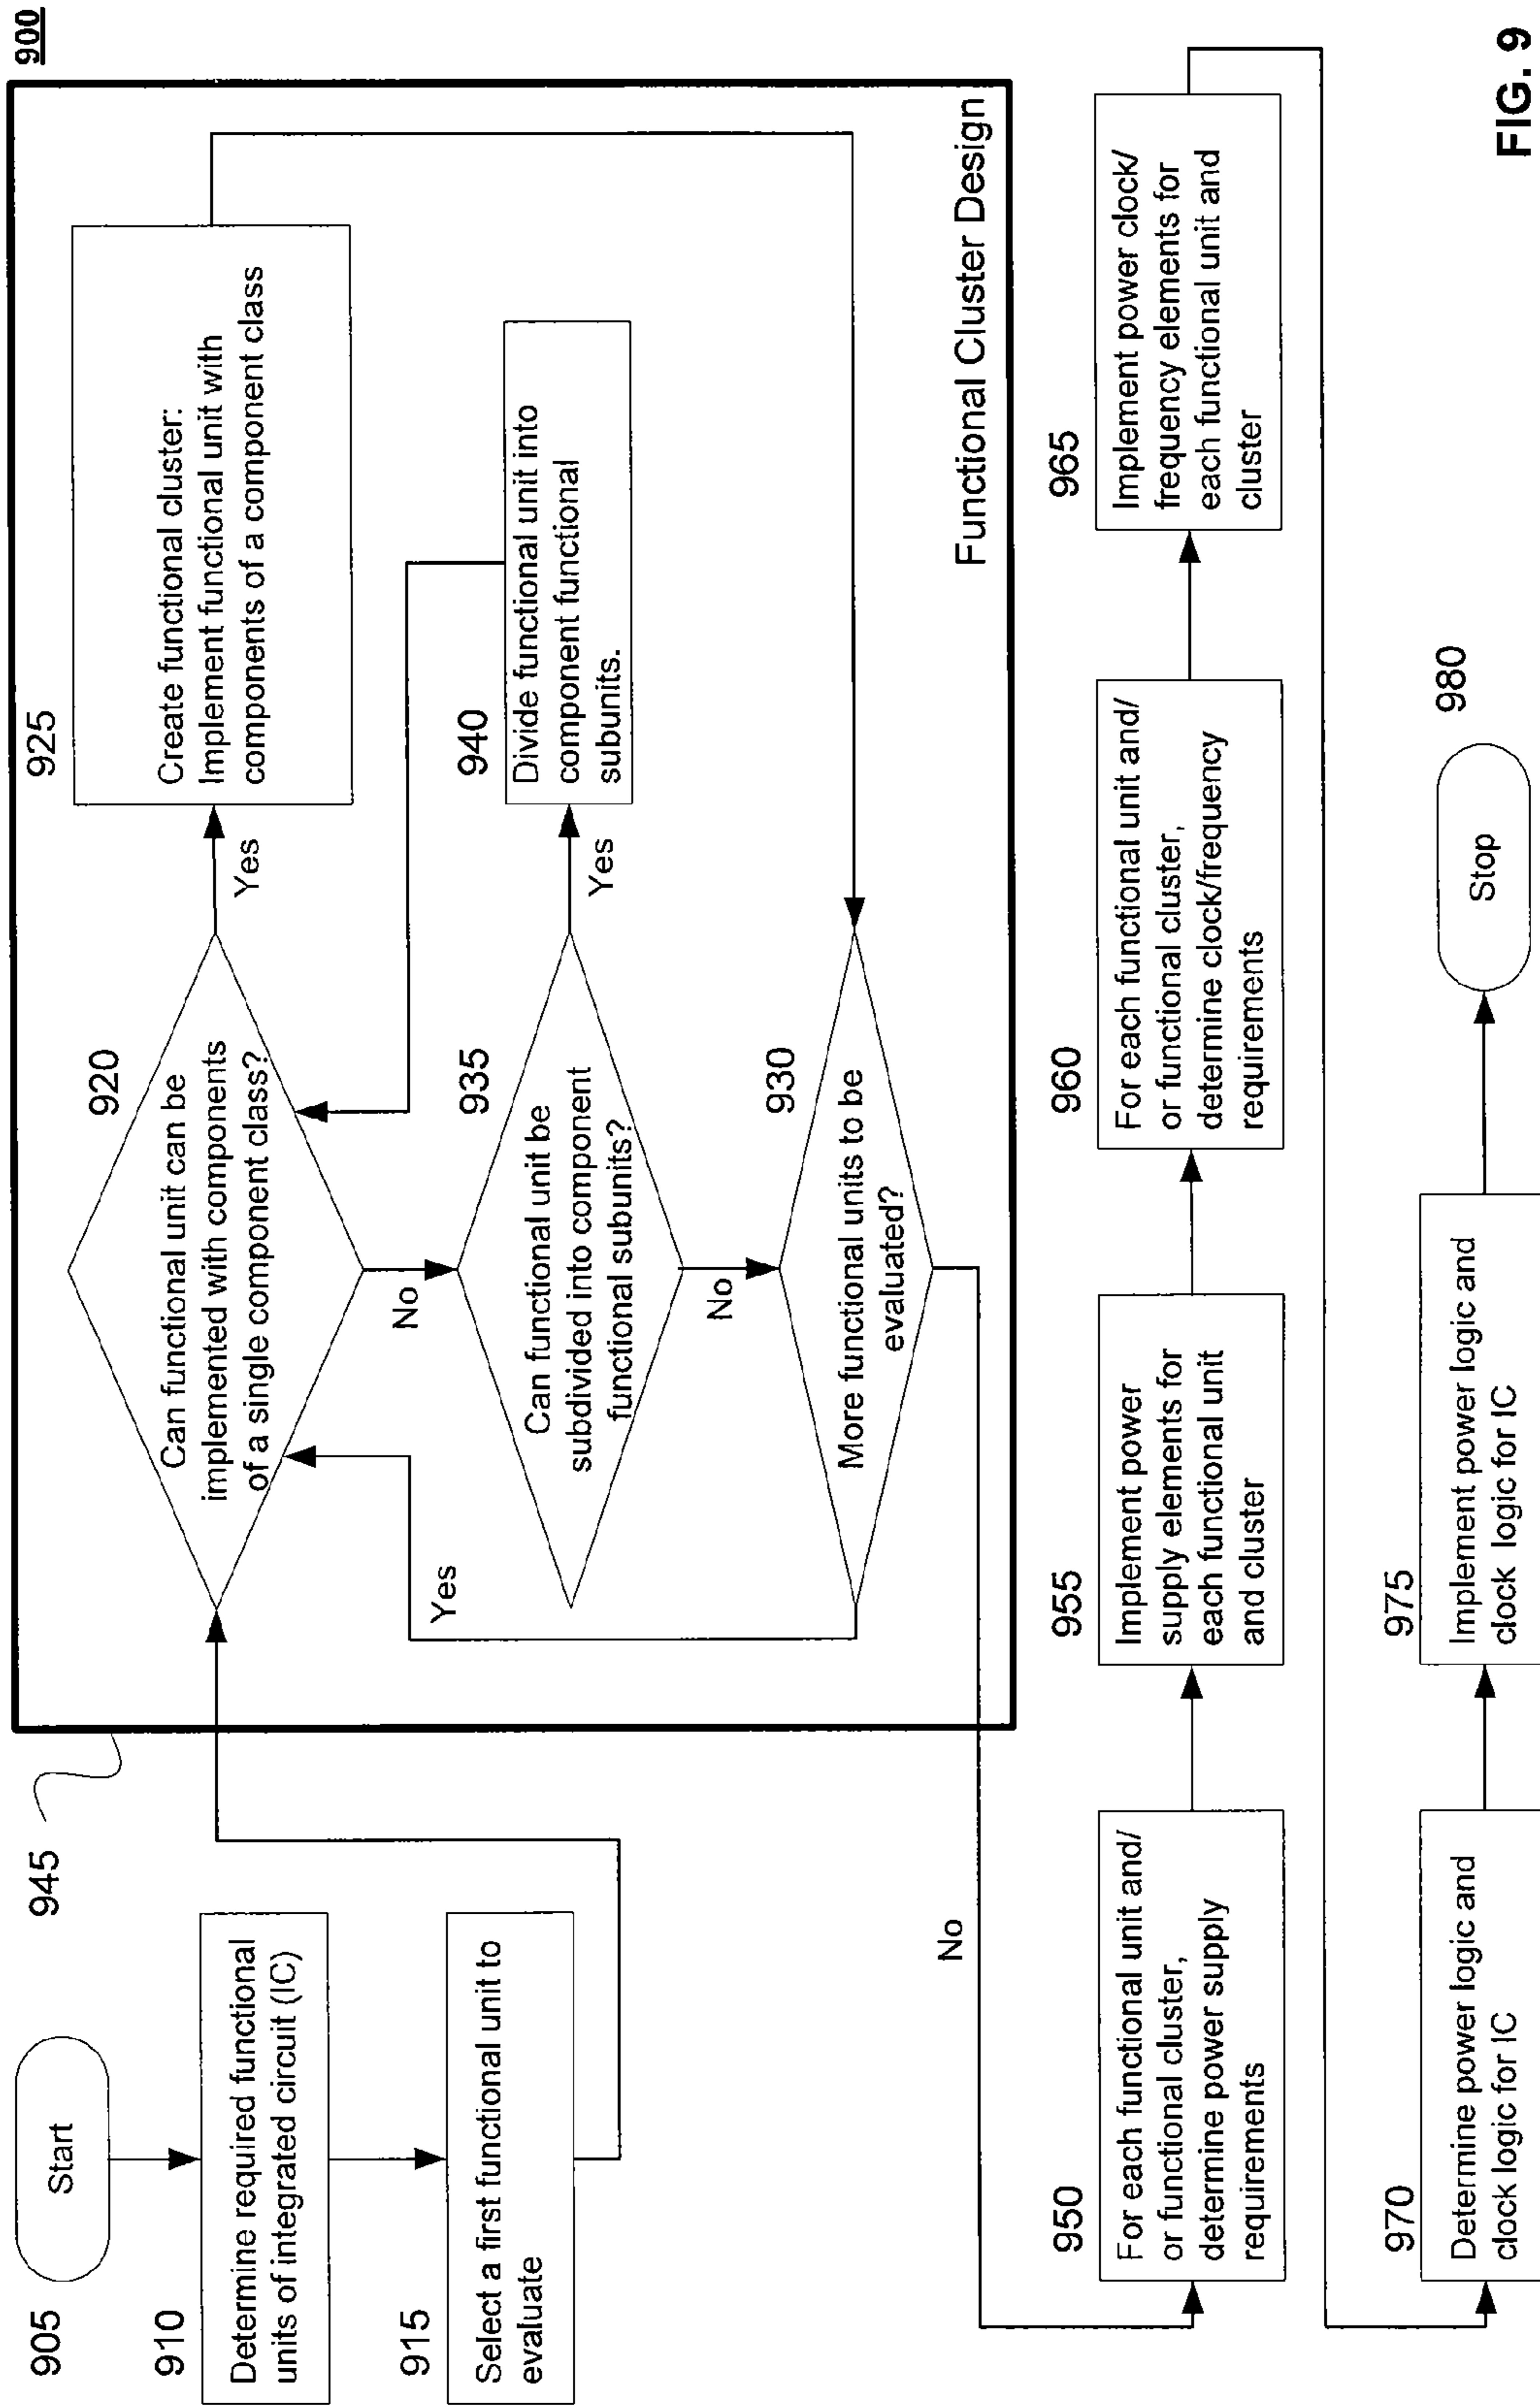 900
905
Start
910
Determine required functional
units of integrated circuit (IC)
915
Select a first functional unit to
evaluate
945
920
Can functional unit can be
implemented with components
of a single component class?
Yes
925
Create functional cluster:
Implement functional unit with
components of a component class
No
935
Can functional unit be
subdivided into component
functional subunits?
Yes
940
Divide functional unit into
component functional
subunits.
No
930
More functional units to be
evaluated?
Yes
Functional Cluster Design
No
950
For each functional unit and/
or functional cluster,
determine power supply
requirements
955
Implement power
supply elements for
each functional unit
and cluster
960
For each functional unit and/
or functional cluster,
determine clock/frequency
requirements
965
Implement power clock/
frequency elements for
each functional unit and
cluster
970
Determine power logic and
clock logic for IC
975
Implement power logic and
clock logic for IC
980
Stop
FIG. 9